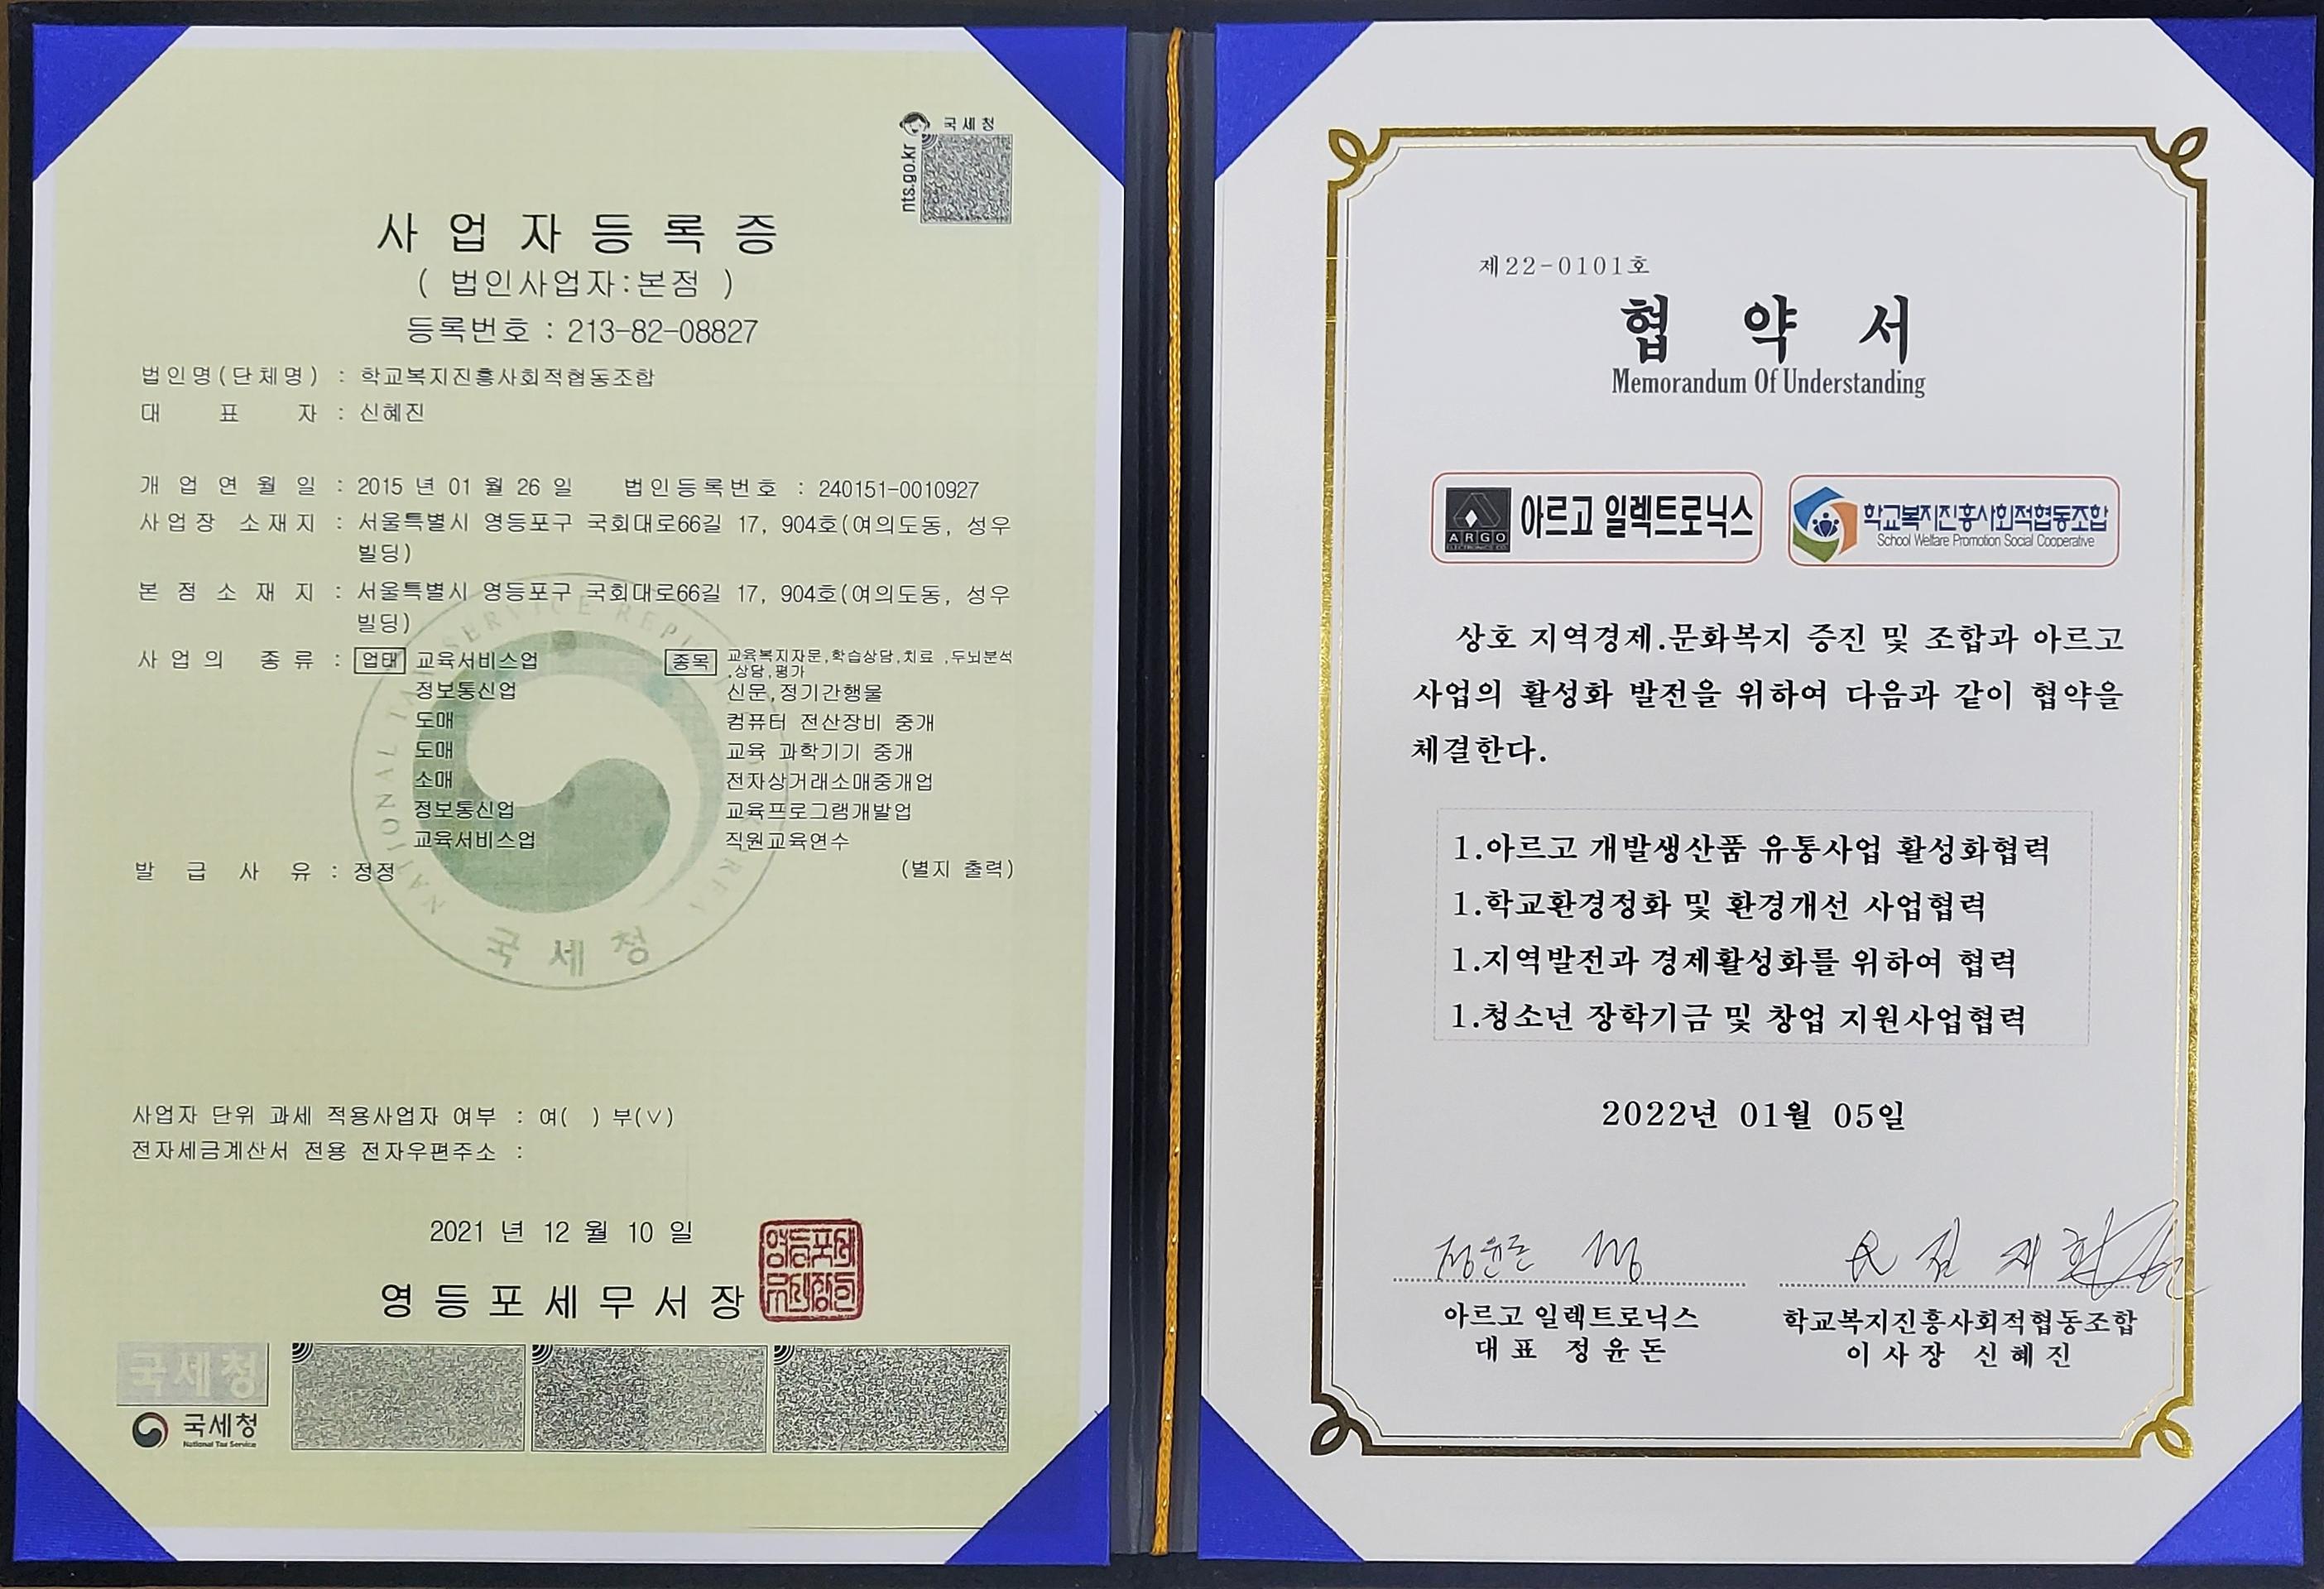 국세청
nts.go.kr
사업자등록증
( 법인사업자:본점 )
등록번호 : 213-82-08827
법인명(단체명) : 학교복지진흥사회적협동조합
대 표 자 : 신혜진
개 업 연 월 일 : 2015 년 01 월 26 일 법인등록번호 : 240151-0010927
사업장 소재지 : 서울특별시 영등포구 국회대로66길 17, 904호(여의도동, 성우
빌딩)
본 점 소 재 지 : 서울특별시 영등포구 국회대로66길 17, 904호(여의도동, 성우
빌딩)
사업의 종류 : 업태 교육서비스업 종목 교육복지자문,학습상담,치료 ,두뇌분석
,상담,평가
정보통신업 신문,정기간행물
도매 컴퓨터 전산장비 중개
도매 교육 과학기기 중개
소매 전자상거래소매중개업
정보통신업 교육프로그램개발업
교육서비스업 직원교육연수
발 급 사 유 : 정정 (별지 출력)
국세청
사업자 단위 과세 적용사업자 여부 : 여( ) 부(∨)
전자세금계산서 전용 전자우편주소 :
2021 년 12 월 10 일
영등포세무서장
국세청
국세청
National Tax Service
제22-0101호
협 약 서
Memorandum Of Understanding
ARGO
ELECTRONICS CO.
아르고 일렉트로닉스
학교복지진흥사회적협동조합
School Welfare Promotion Social Cooperative
상호 지역경제.문화복지 증진 및 조합과 아르고
사업의 활성화 발전을 위하여 다음과 같이 협약을
체결한다.
1.아르고 개발생산품 유통사업 활성화협력
1.학교환경정화 및 환경개선 사업협력
1.지역발전과 경제활성화를 위하여 협력
1.청소년 장학기금 및 창업 지원사업협력
2022년 01월 05일
정윤돈
아르고 일렉트로닉스
대표 정윤돈
학교복지진흥사회적협동조합
이사장 신혜진